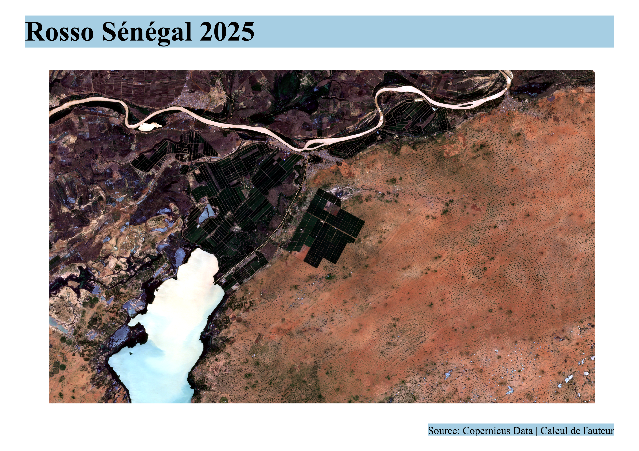 Rosso Sénégal 2025
Source: Copernicus Data | Calcul de l'auteur